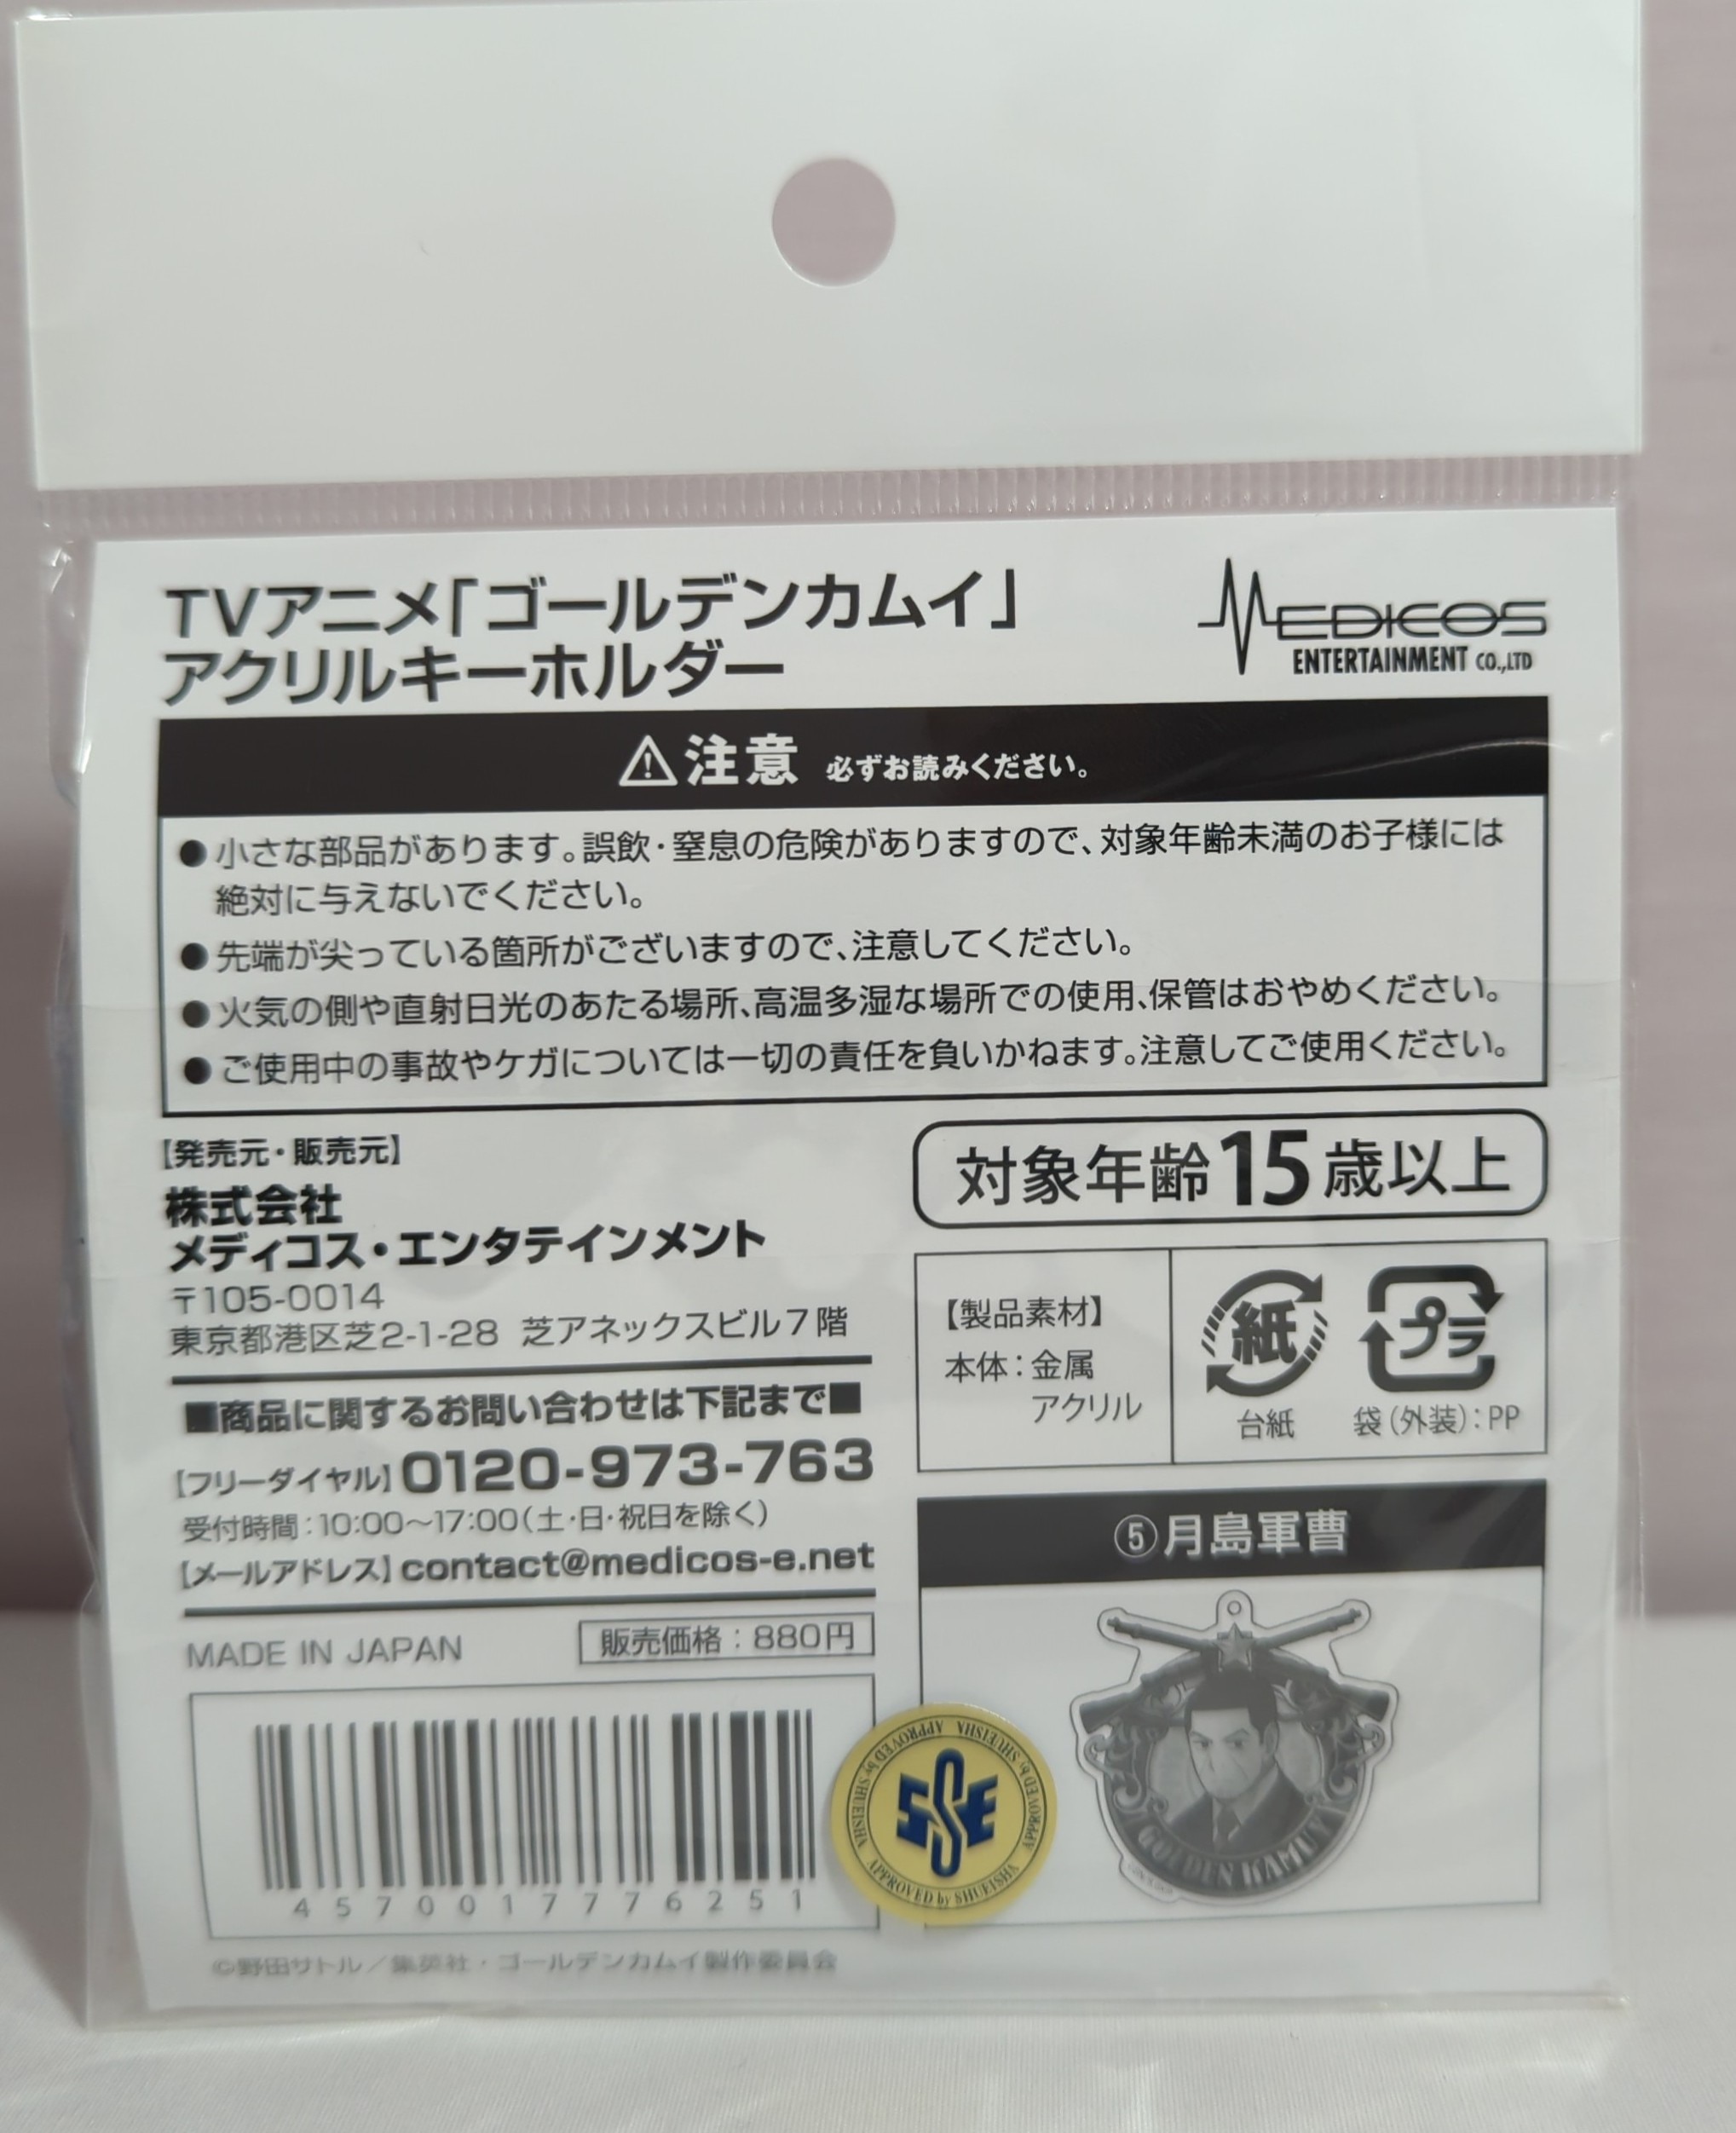 TVアニメ「ゴールデンカムイ」
アクリルキーホルダー
MEDICOS
ENTERTAINMENT CO.,LTD
注意 必ずお読みください。
●小さな部品があります。誤飲・窒息の危険がありますので、対象年齢未満のお子様には
絶対に与えないでください。
●先端が尖っている箇所がございますので、注意してください。
●火気の側や直射日光のあたる場所、高温多湿な場所での使用、保管はおやめください。
●ご使用中の事故やケガについては一切の責任を負いかねます。注意してご使用ください。
【発売元・販売元】
株式会社
メディコス・エンタテインメント
〒105-0014
東京都港区芝2-1-28 芝アネックスビル7階
■商品に関するお問い合わせは下記まで■
【フリーダイヤル】0120-973-763
受付時間:10:00〜17:00(土・日・祝日を除く)
【メールアドレス】contact@medicos-e.net
MADE IN JAPAN
販売価格:880円
4570017776251
©野田サトル/集英社・ゴールデンカムイ製作委員会
対象年齢15歳以上
【製品素材】
本体:金属
アクリル
紙
台紙
プラ
袋(外装):PP
⑤月島軍曹
GOLDEN KAMUY
SSE
APPROVED by SHUEISHA APPROVED by SHUEISHA APPROVED by SHUEISHA